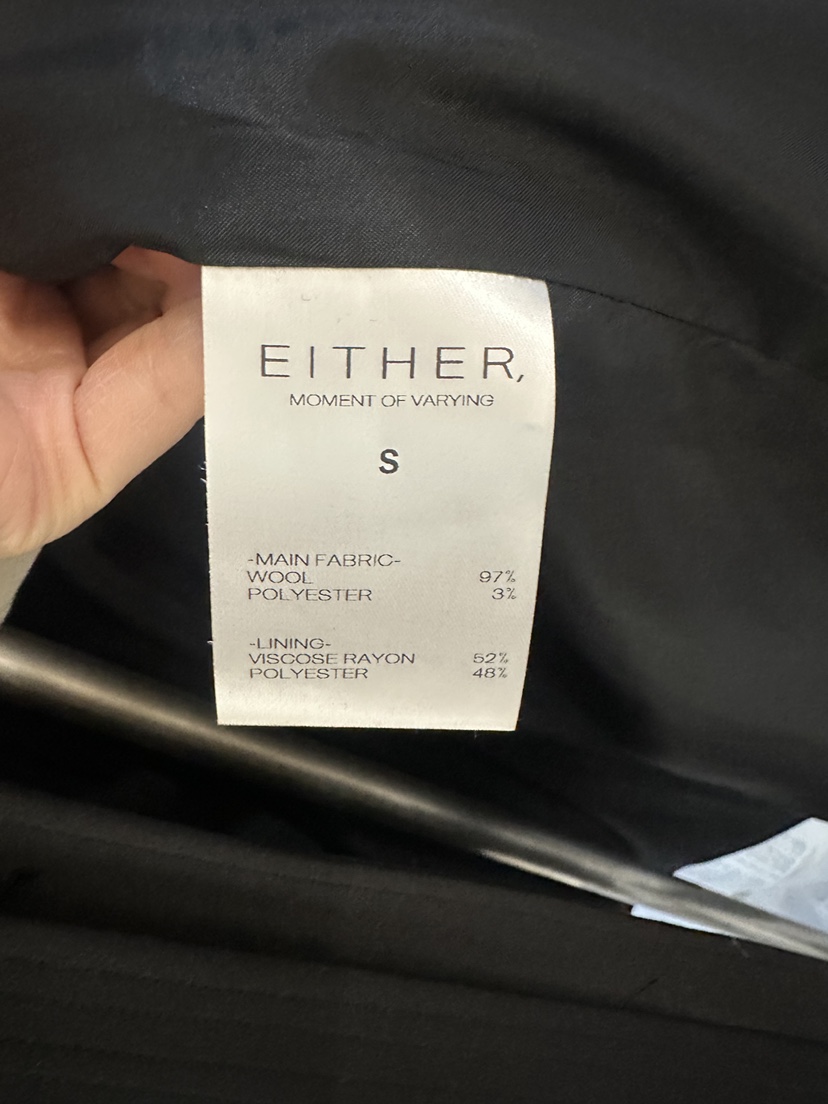 EITHER,
MOMENT OF VARYING
S
-MAIN FABRIC-
WOOL 97%
POLYESTER 3%
-LINING-
VISCOSE RAYON 52%
POLYESTER 48%